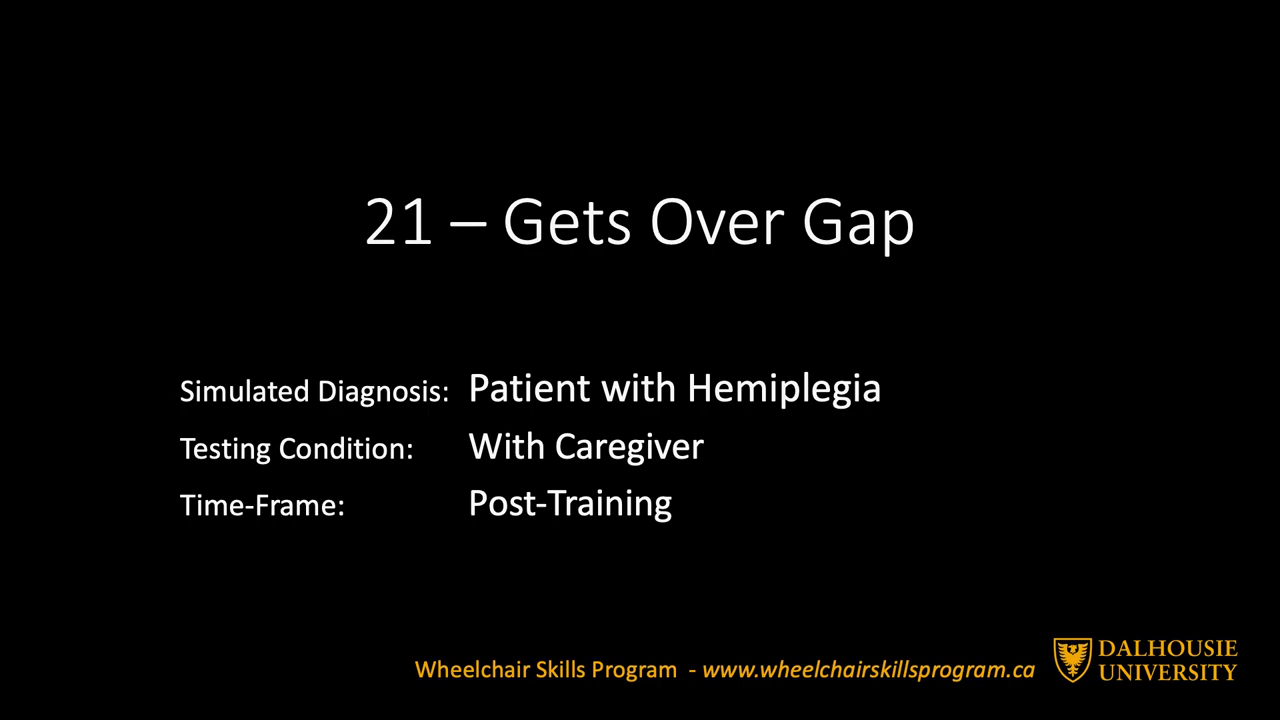 21 – Gets Over Gap
Simulated Diagnosis: Patient with Hemiplegia
Testing Condition: With Caregiver
Time-Frame: Post-Training
Wheelchair Skills Program - www.wheelchairskillsprogram.ca
DALHOUSIE
UNIVERSITY